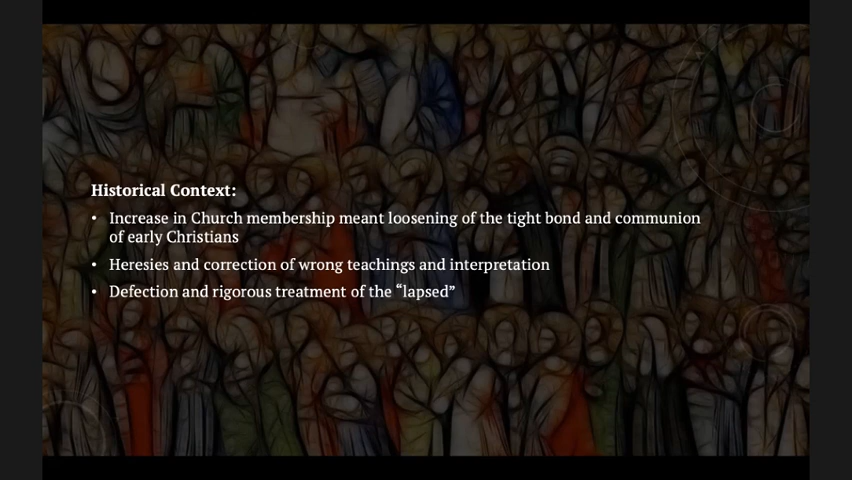 Historical Context:
• Increase in Church membership meant loosening of the tight bond and communion
of early Christians
• Heresies and correction of wrong teachings and interpretation
• Defection and rigorous treatment of the “lapsed”